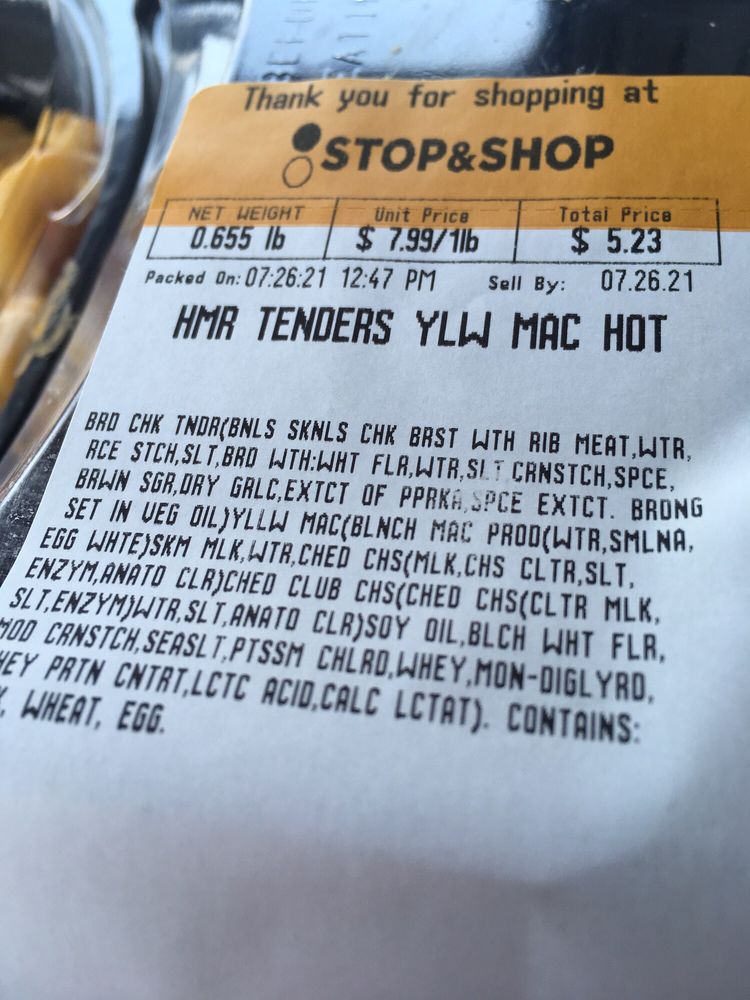 Thank you for shopping at
STOP&SHOP
NET WEIGHT Unit Price Total Price
0.655 lb $ 7.99/1lb $ 5.23
Packed On: 07:26:21 12:47 PM Sell By: 07.26.21
HMR TENDERS YLW MAC HOT
BRD CHK TNDR(BNLS SKNLS CHK BRST WTH RIB MEAT,WTR,
RCE STCH,SLT,BRD WTH:WHT FLR,WTR,SLT CRNSTCH,SPCE,
BRWN SGR,DRY GRLC,EXTCT OF PPRKA,SPCE EXTCT. BRDNG
SET IN VEG OIL)YLLW MAC(BLNCH MAC PROD(WTR,SMLNA,
EGG WHTE)SKM MLK,WTR,CHED CHS(MLK,CHS CLTR,SLT,
ENZYM,ANATO CLR)CHED CLUB CHS(CHED CHS(CLTR MLK,
SLT,ENZYM)WTR,SLT,ANATO CLR)SOY OIL,BLCH WHT FLR,
MOD CRNSTCH,SEASLT,PTSSM CHLRD,WHEY,MON-DIGLYRD,
HEY PRTN CNTRT,LCTC ACID,CALC LCTAT). CONTAINS:
, WHEAT, EGG.